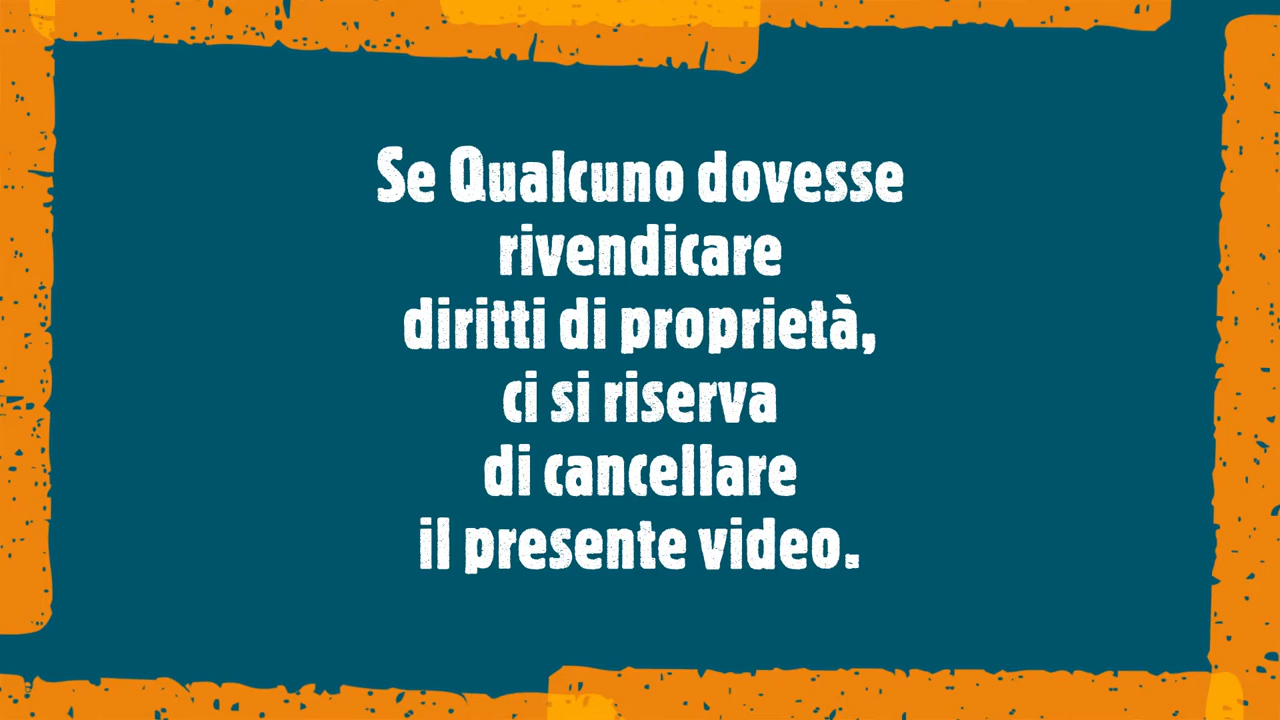 Se Qualcuno dovesse
rivendicare
diritti di proprietà,
ci si riserva
di cancellare
il presente video.